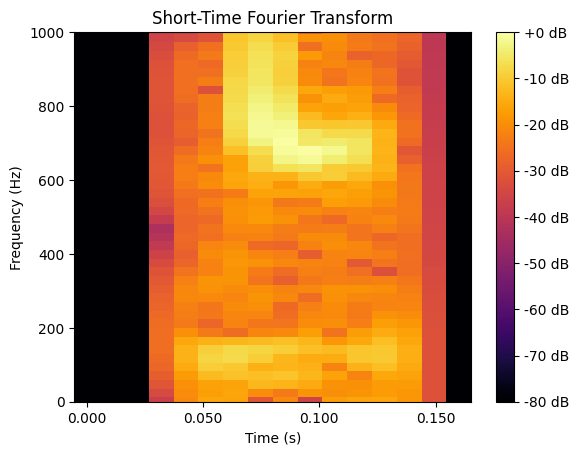 Short-Time Fourier Transform
1000
800
600
400
200
0
Frequency (Hz)
0.000
0.050
0.100
0.150
Time (s)
+0 dB
-10 dB
-20 dB
-30 dB
-40 dB
-50 dB
-60 dB
-70 dB
-80 dB